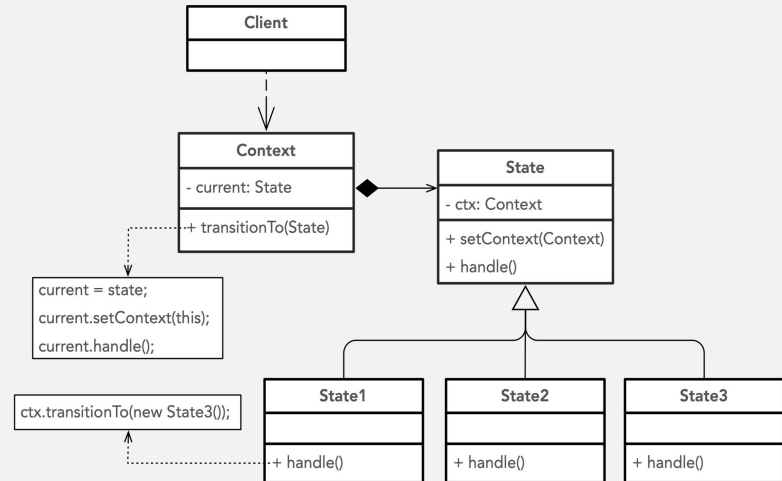 Client
Context
- current: State
+ transitionTo(State)
State
- ctx: Context
+ setContext(Context)
+ handle()
current = state;
current.setContext(this);
current.handle();
ctx.transitionTo(new State3());
State1
+ handle()
State2
+ handle()
State3
+ handle()